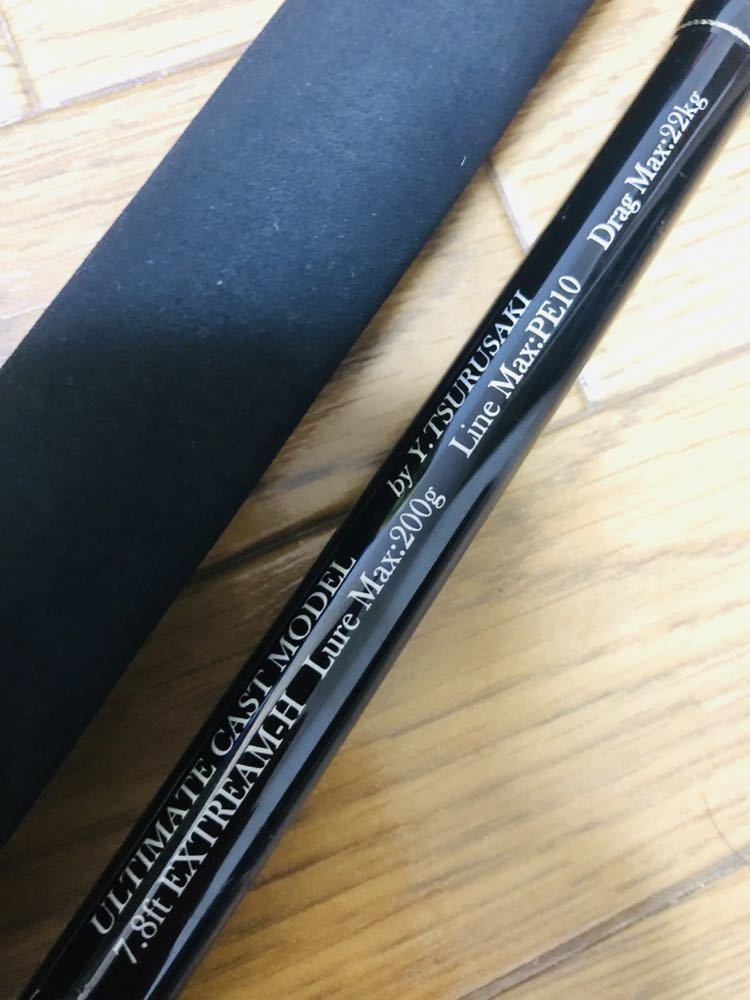 ULTIMATE CAST MODEL by Y.TSURUSAKI
7.8ft EXTREAM-H Lure Max:200g Line Max:PE10 Drag Max:22kg